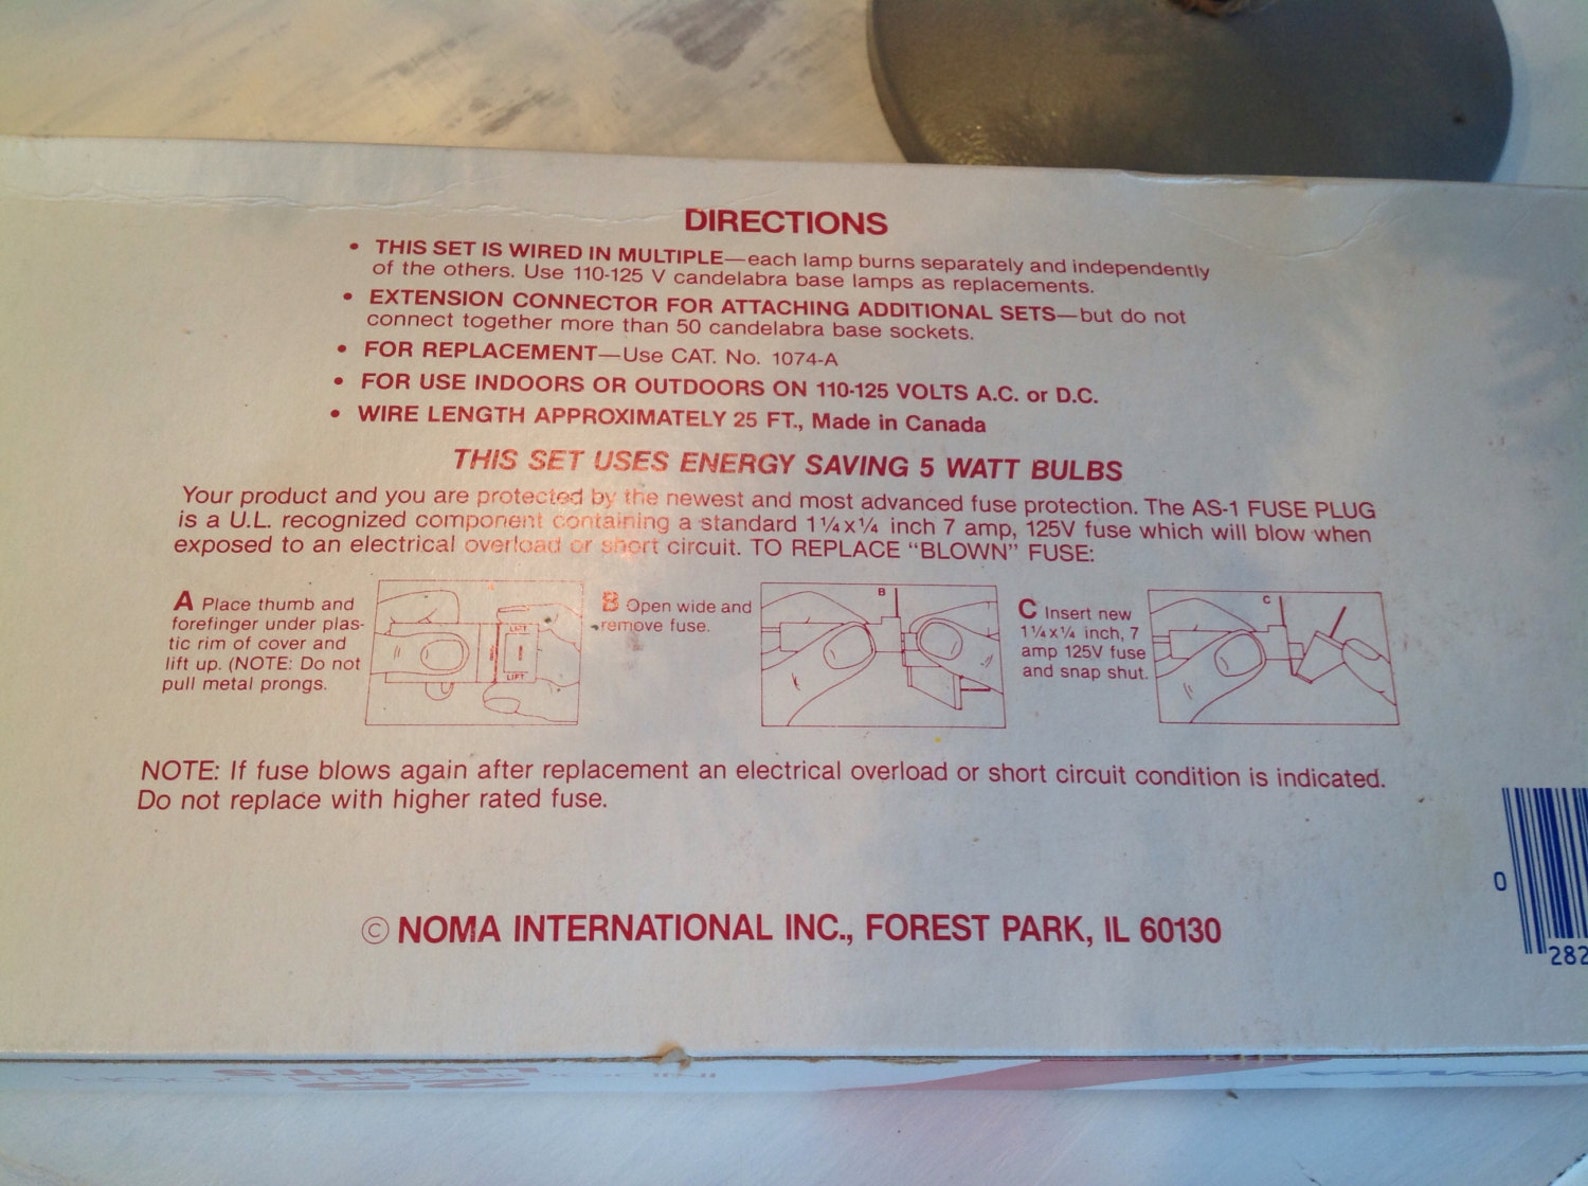 DIRECTIONS
• THIS SET IS WIRED IN MULTIPLE—each lamp burns separately and independently
of the others. Use 110-125 V candelabra base lamps as replacements.
• EXTENSION CONNECTOR FOR ATTACHING ADDITIONAL SETS—but do not
connect together more than 50 candelabra base sockets.
• FOR REPLACEMENT—Use CAT. No. 1074-A
• FOR USE INDOORS OR OUTDOORS ON 110-125 VOLTS A.C. or D.C.
• WIRE LENGTH APPROXIMATELY 25 FT., Made in Canada
THIS SET USES ENERGY SAVING 5 WATT BULBS
Your product and you are protected by the newest and most advanced fuse protection. The AS-1 FUSE PLUG
is a U.L. recognized component containing a standard 1¼x¼ inch 7 amp, 125V fuse which will blow when
exposed to an electrical overload or short circuit. TO REPLACE "BLOWN" FUSE:
A Place thumb and
forefinger under plas-
tic rim of cover and
lift up. (NOTE: Do not
pull metal prongs.
LIFT
LIFT
B Open wide and
remove fuse.
B
C Insert new
1¼x¼ inch, 7
amp 125V fuse
and snap shut.
C
NOTE: If fuse blows again after replacement an electrical overload or short circuit condition is indicated.
Do not replace with higher rated fuse.
© NOMA INTERNATIONAL INC., FOREST PARK, IL 60130
0
282
25
LIGHTS
NOMA